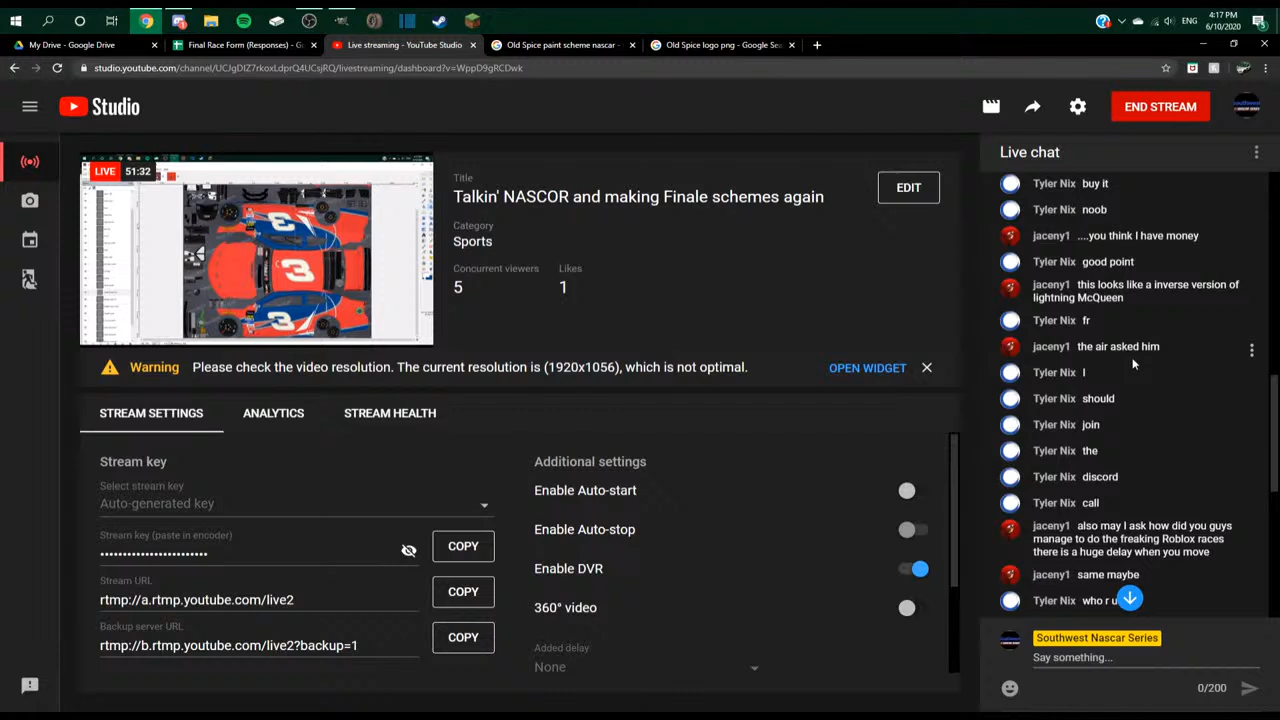 ENG
4:17 PM
6/10/2020
My Drive - Google Drive
Final Race Form (Responses) - Go
Live streaming - YouTube Studio
Old Spice paint scheme nascar -
Old Spice logo png - Google Sea
studio.youtube.com/channel/UCJgDIZ7rkoxLdprQ4UCsjRQ/livestreaming/dashboard?v=WppD9gRCDwk
Studio
END STREAM
LIVE 51:32
3
3
3
Title
Talkin' NASCOR and making Finale schemes again
EDIT
Category
Sports
Concurrent viewers
5
Likes
1
Warning Please check the video resolution. The current resolution is (1920x1056), which is not optimal.
OPEN WIDGET
STREAM SETTINGS
ANALYTICS
STREAM HEALTH
Stream key
Select stream key
Auto-generated key
Stream key (paste in encoder)
••••••••••••••••••••••••
COPY
Stream URL
rtmp://a.rtmp.youtube.com/live2
COPY
Backup server URL
rtmp://b.rtmp.youtube.com/live2?backup=1
COPY
Additional settings
Enable Auto-start
Enable Auto-stop
Enable DVR
360° video
Added delay
None
Live chat
Tyler Nix buy it
Tyler Nix noob
jaceny1 ....you think I have money
Tyler Nix good point
jaceny1 this looks like a inverse version of
lightning McQueen
Tyler Nix fr
jaceny1 the air asked him
Tyler Nix I
Tyler Nix should
Tyler Nix join
Tyler Nix the
Tyler Nix discord
Tyler Nix call
jaceny1 also may I ask how did you guys
manage to do the freaking Roblox races
there is a huge delay when you move
jaceny1 same maybe
Tyler Nix who r u
Southwest Nascar Series
Say something...
0/200